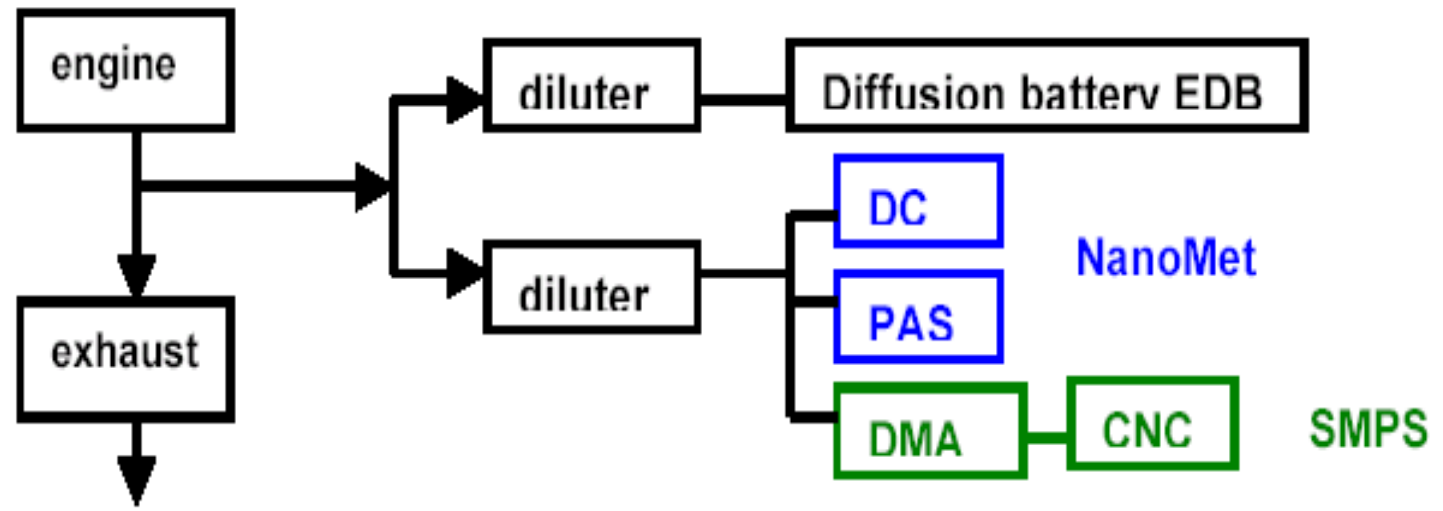 engine
diluter
Diffusion battery EDB
DC
NanoMet
diluter
PAS
exhaust
DMA
CNC
SMPS